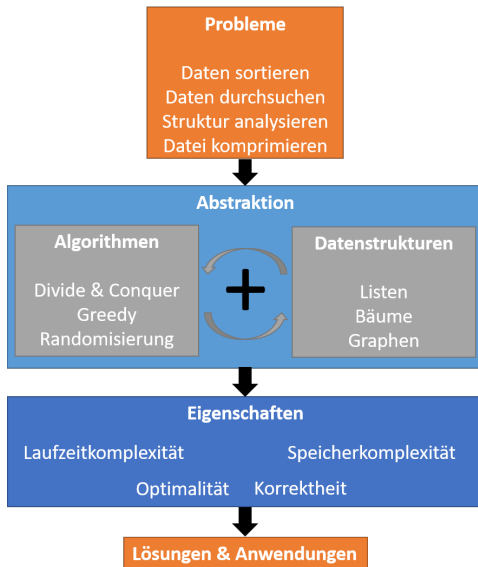 Probleme
Daten sortieren
Daten durchsuchen
Struktur analysieren
Datei komprimieren
Abstraktion
Algorithmen
Divide & Conquer
Greedy
Randomisierung
+
Datenstrukturen
Listen
Bäume
Graphen
Eigenschaften
Laufzeitkomplexität Speicherkomplexität
Optimalität Korrektheit
Lösungen & Anwendungen